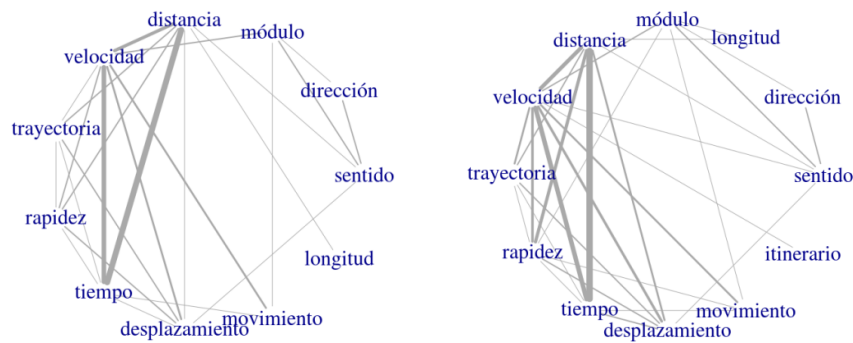 distancia
módulo
velocidad
dirección
trayectoria
sentido
rapidez
longitud
tiempo
movimiento
desplazamiento
módulo
longitud
distancia
velocidad
dirección
trayectoria
sentido
rapidez
itinerario
tiempo
movimiento
desplazamiento